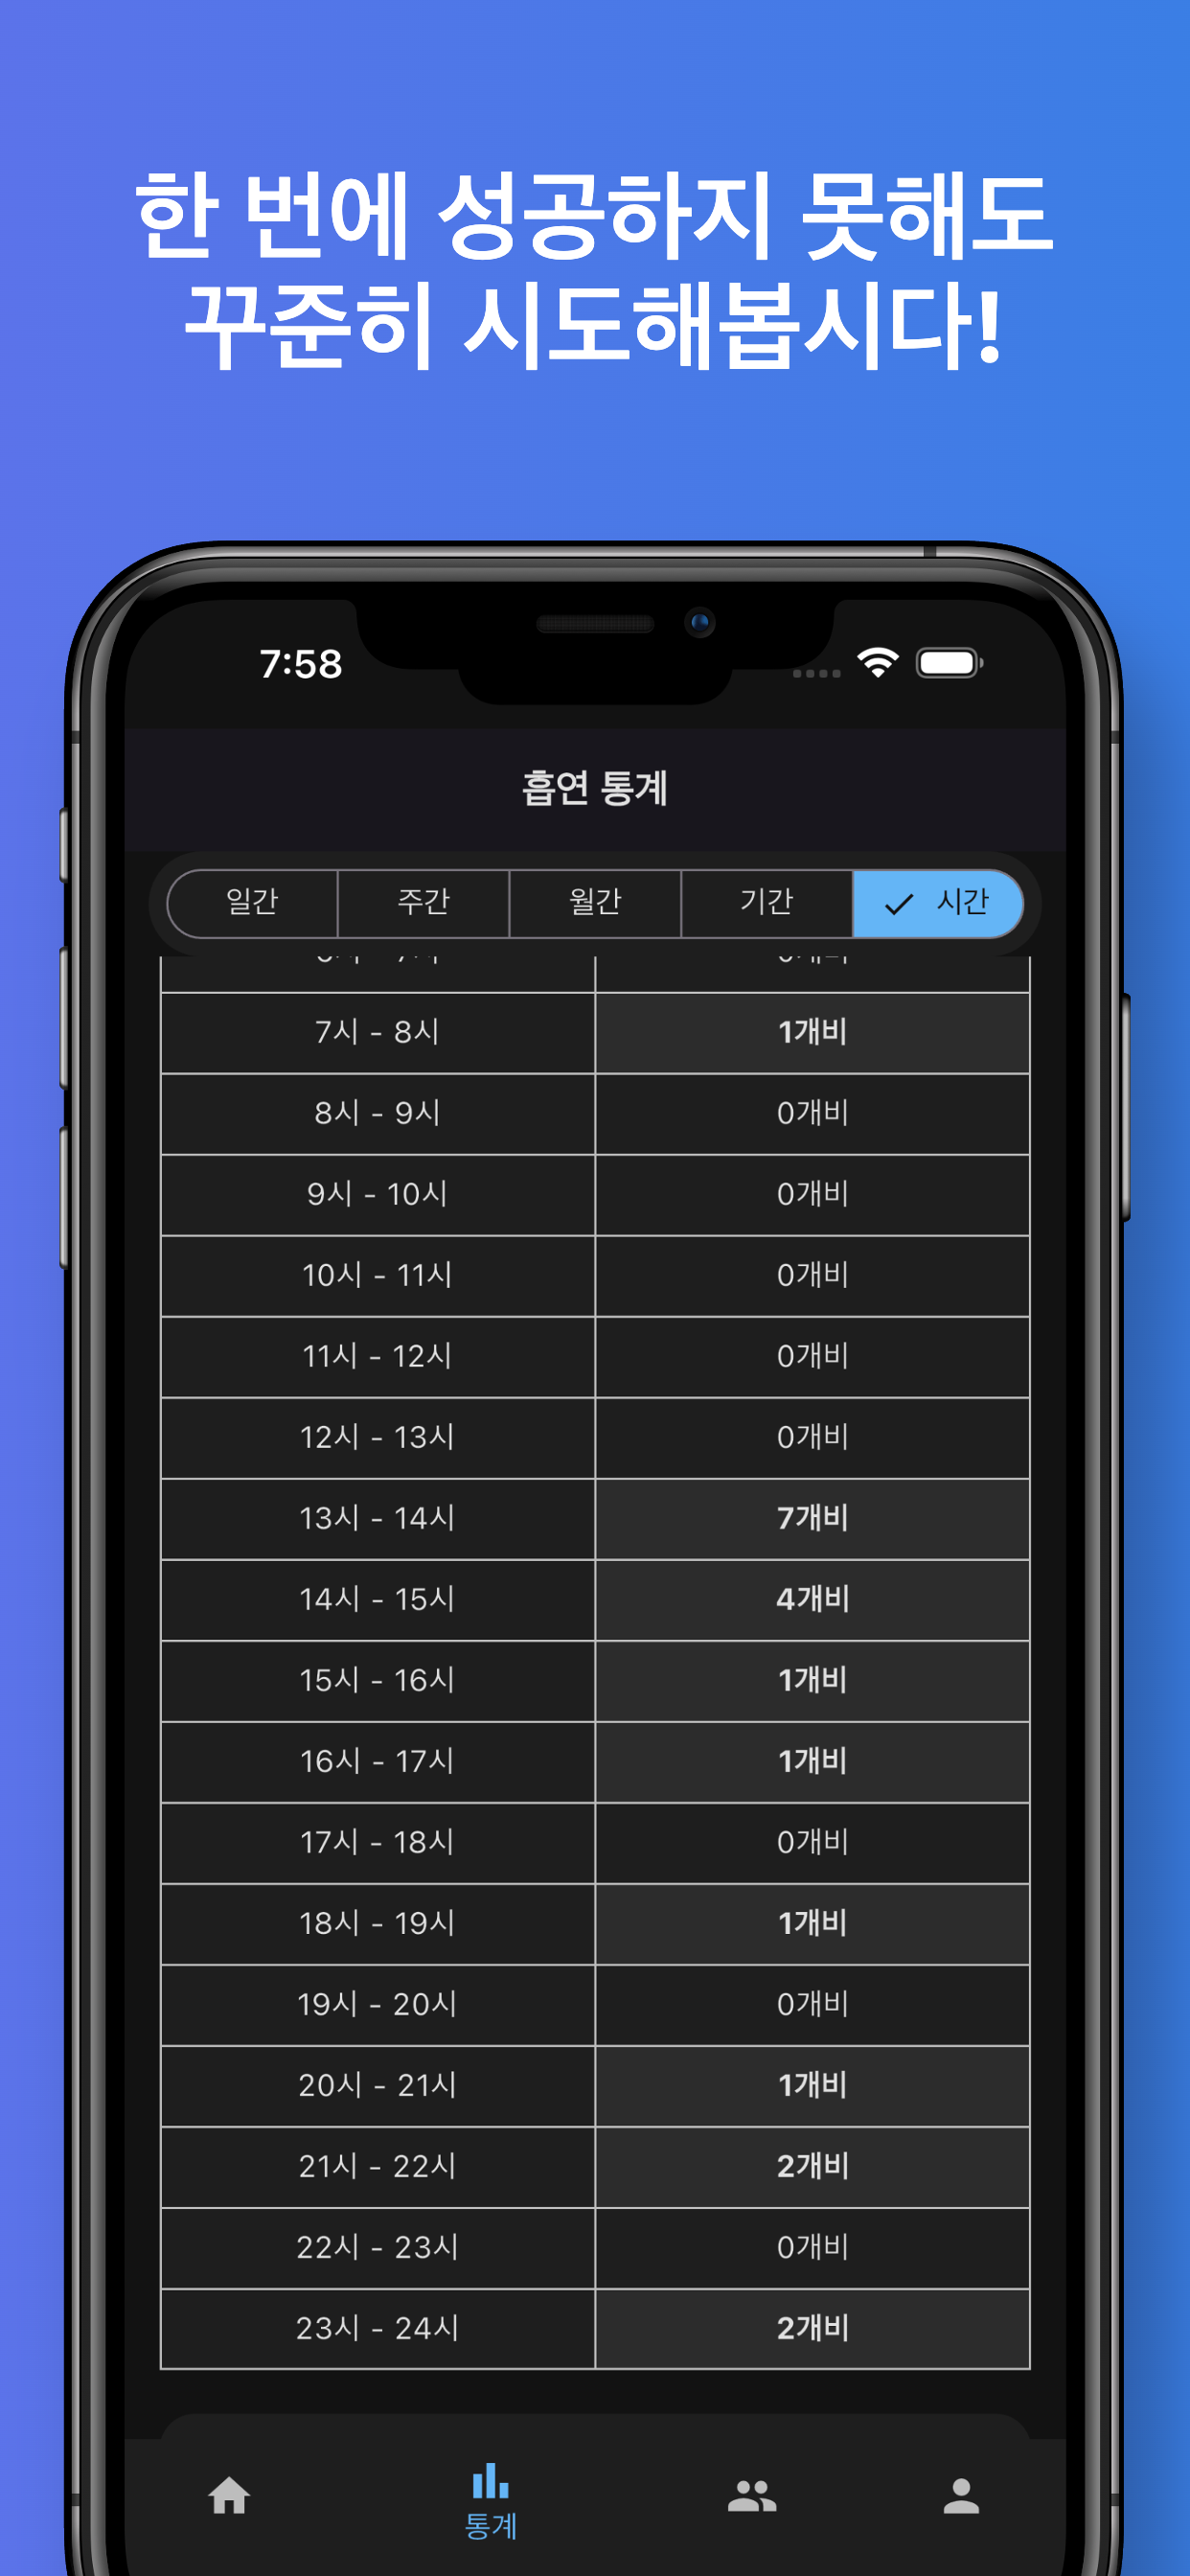 한 번에 성공하지 못해도
꾸준히 시도해봅시다!
7:58
흡연 통계
일간 주간 월간 기간 시간
7시 - 8시 1개비
8시 - 9시 0개비
9시 - 10시 0개비
10시 - 11시 0개비
11시 - 12시 0개비
12시 - 13시 0개비
13시 - 14시 7개비
14시 - 15시 4개비
15시 - 16시 1개비
16시 - 17시 1개비
17시 - 18시 0개비
18시 - 19시 1개비
19시 - 20시 0개비
20시 - 21시 1개비
21시 - 22시 2개비
22시 - 23시 0개비
23시 - 24시 2개비
통계